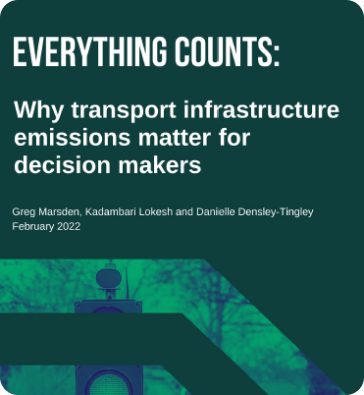 EVERYTHING COUNTS:
Why transport infrastructure
emissions matter for
decision makers
Greg Marsden, Kadambari Lokesh and Danielle Densley-Tingley
February 2022